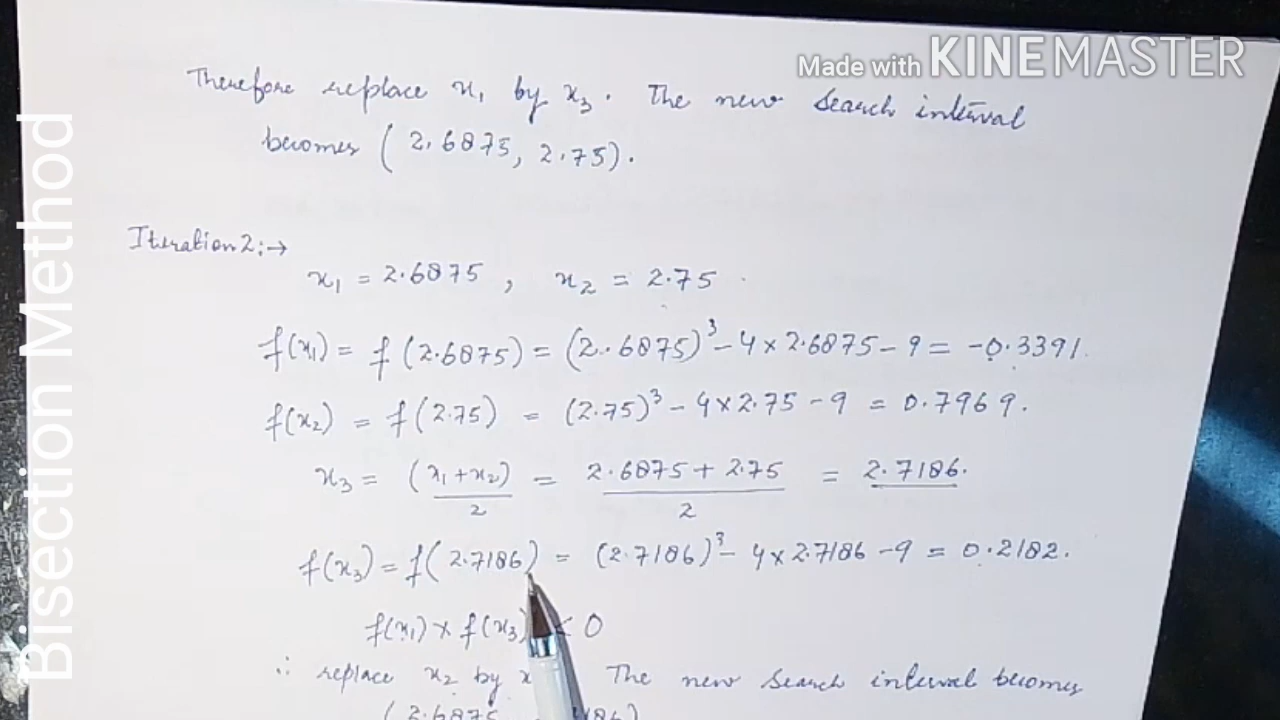 Made with KINEMASTER
Bisection Method
Therefore replace x₁ by x₃. The new search interval
becomes (2.6875, 2.75).
Iteration 2:→
x₁ = 2.6875, x₂ = 2.75
f(x₁) = f(2.6875) = (2.6875)³ - 4 × 2.6875 - 9 = -0.3391.
f(x₂) = f(2.75) = (2.75)³ - 4 × 2.75 - 9 = 0.7969.
x₃ = (x₁ + x₂)/2 = (2.6875 + 2.75)/2 = 2.7186.
f(x₃) = f(2.7186) = (2.7186)³ - 4 × 2.7186 - 9 = 0.2182.
f(x₁) × f(x₃) < 0
∴ replace x₂ by x The new search interval becomes
(2.6875